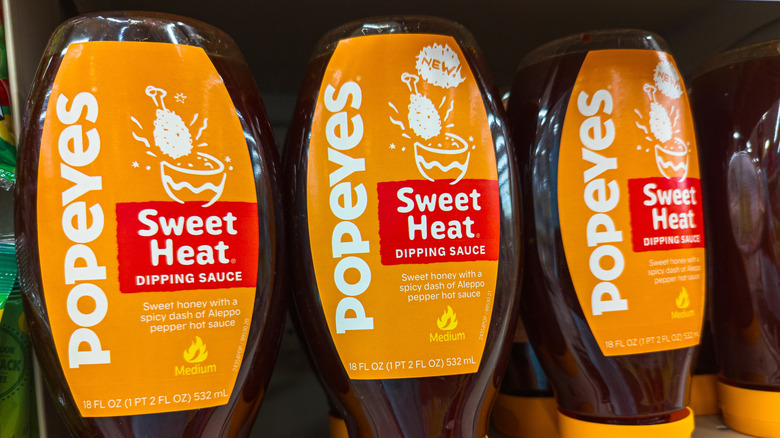 POPEYES
Sweet
Heat®
DIPPING SAUCE
Sweet honey with a
spicy dash of Aleppo
pepper hot sauce
Medium
18 FL OZ (1 PT 2 FL OZ) 532 mL
NEW!
POPEYES
Sweet
Heat®
DIPPING SAUCE
Sweet honey with a
spicy dash of Aleppo
pepper hot sauce
Medium
18 FL OZ (1 PT 2 FL OZ) 532 mL
NEW!
POPEYES
Sweet
Heat®
DIPPING SAUCE
Sweet honey with a
spicy dash of Aleppo
pepper hot sauce
Medium
18 FL OZ (1 PT 2 FL OZ) 532 mL